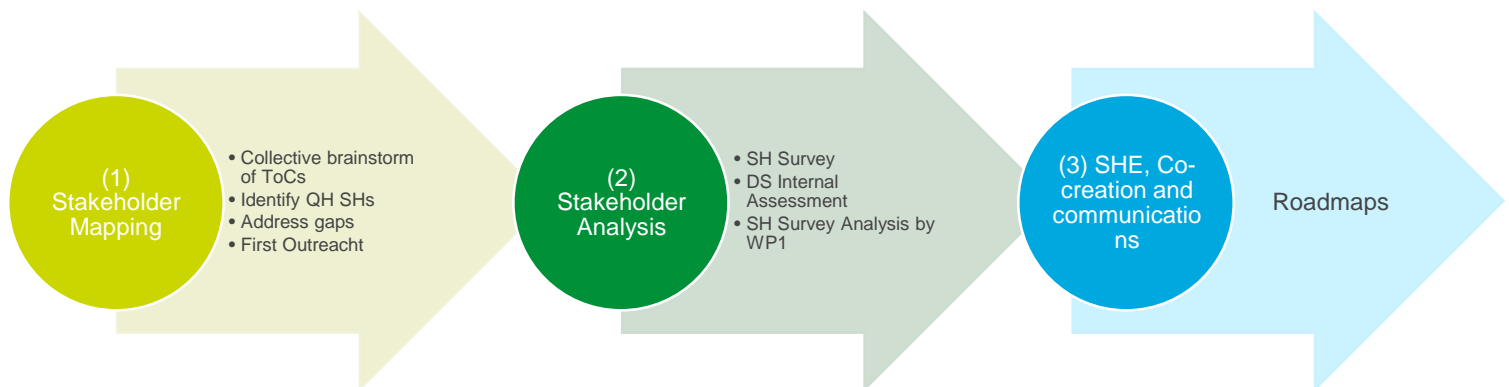 (1)
Stakeholder
Mapping
• Collective brainstorm
of ToCs
• Identify QH SHs
• Address gaps
• First Outreacht
(2)
Stakeholder
Analysis
• SH Survey
• DS Internal
Assessment
• SH Survey Analysis by
WP1
(3) SHE, Co-
creation and
communicatio
ns
Roadmaps